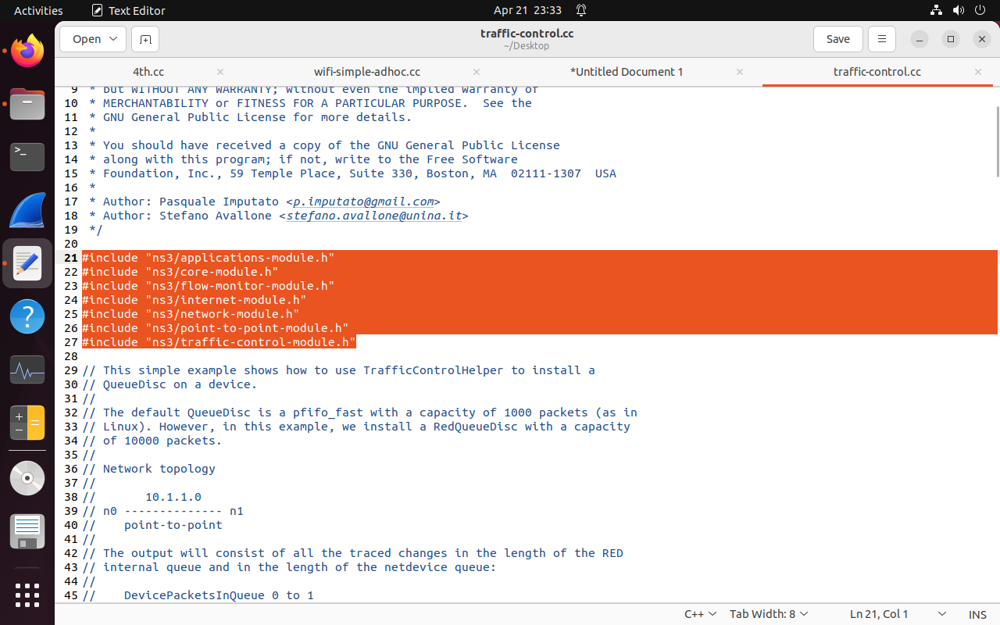 Activities
Text Editor
Apr 21 23:33
Open
traffic-control.cc
~/Desktop
Save
4th.cc
wifi-simple-adhoc.cc
*Untitled Document 1
traffic-control.cc
9 * but WITHOUT ANY WARRANTY; without even the implied warranty of
10 * MERCHANTABILITY or FITNESS FOR A PARTICULAR PURPOSE.  See the
11 * GNU General Public License for more details.
12 *
13 * You should have received a copy of the GNU General Public License
14 * along with this program; if not, write to the Free Software
15 * Foundation, Inc., 59 Temple Place, Suite 330, Boston, MA  02111-1307  USA
16 *
17 * Author: Pasquale Imputato <p.imputato@gmail.com>
18 * Author: Stefano Avallone <stefano.avallone@unina.it>
19 */
20
21 #include "ns3/applications-module.h"
22 #include "ns3/core-module.h"
23 #include "ns3/flow-monitor-module.h"
24 #include "ns3/internet-module.h"
25 #include "ns3/network-module.h"
26 #include "ns3/point-to-point-module.h"
27 #include "ns3/traffic-control-module.h"
28
29 // This simple example shows how to use TrafficControlHelper to install a
30 // QueueDisc on a device.
31 //
32 // The default QueueDisc is a pfifo_fast with a capacity of 1000 packets (as in
33 // Linux). However, in this example, we install a RedQueueDisc with a capacity
34 // of 10000 packets.
35 //
36 // Network topology
37 //
38 //       10.1.1.0
39 // n0 -------------- n1
40 //    point-to-point
41 //
42 // The output will consist of all the traced changes in the length of the RED
43 // internal queue and in the length of the netdevice queue:
44 //
45 //    DevicePacketsInQueue 0 to 1
C++
Tab Width: 8
Ln 21, Col 1
INS